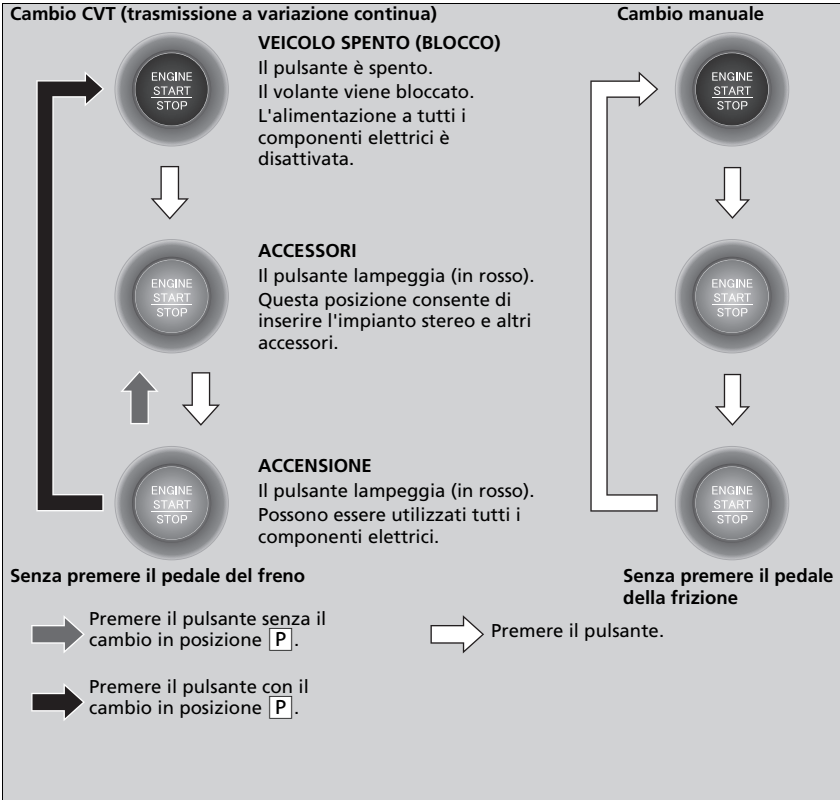 Cambio CVT (trasmissione a variazione continua)
ENGINE
START
STOP
VEICOLO SPENTO (BLOCCO)
Il pulsante è spento.
Il volante viene bloccato.
L'alimentazione a tutti i
componenti elettrici è
disattivata.
ENGINE
START
STOP
ACCESSORI
Il pulsante lampeggia (in rosso).
Questa posizione consente di
inserire l'impianto stereo e altri
accessori.
ENGINE
START
STOP
ACCENSIONE
Il pulsante lampeggia (in rosso).
Possono essere utilizzati tutti i
componenti elettrici.
Senza premere il pedale del freno
Cambio manuale
ENGINE
START
STOP
ENGINE
START
STOP
ENGINE
START
STOP
Senza premere il pedale
della frizione
Premere il pulsante senza il
cambio in posizione P.
Premere il pulsante.
Premere il pulsante con il
cambio in posizione P.